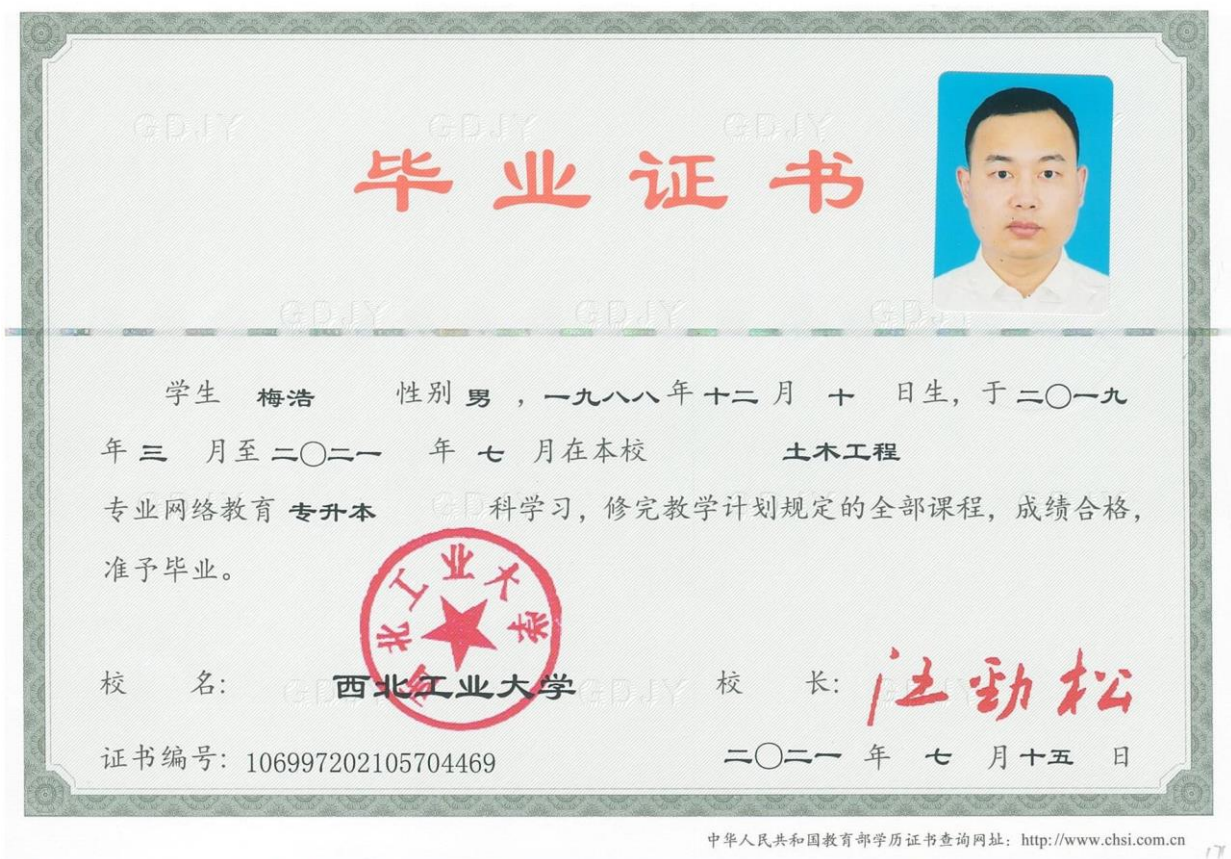 毕业证书
学生 梅浩 性别 男 ，一九八八年十二月 十 日生，于二〇一九
年 三 月至 二〇二一 年 七 月在本校 土木工程
专业网络教育 专升本 科学习，修完教学计划规定的全部课程，成绩合格，
准予毕业。
西北工业大学
校 名: 西北工业大学 校 长: 汪劲松
证书编号: 106997202105704469 二〇二一 年 七 月十五 日
中华人民共和国教育部学历证书查询网址: http://www.chsi.com.cn
GDJY GDJY GDJY
GDJY GDJY GDJY